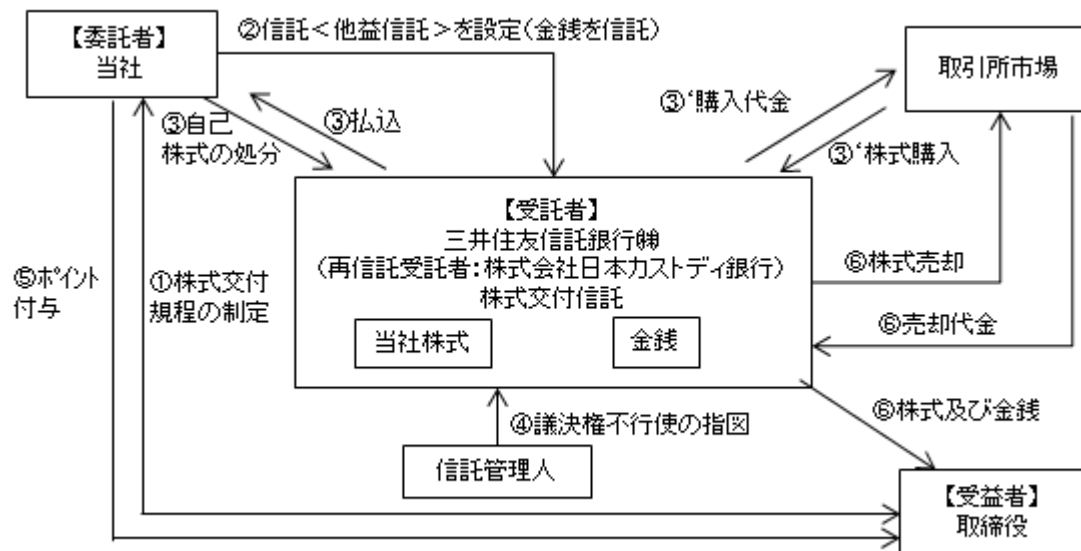 【委託者】
当社
②信託＜他益信託＞を設定(金銭を信託)
取引所市場
③自己
株式の処分
③払込
③‘購入代金
③‘株式購入
【受託者】
三井住友信託銀行㈱
（再信託受託者：株式会社日本カストディ銀行）
株式交付信託
当社株式
金銭
⑤ポイント
付与
①株式交付
規程の制定
⑥株式売却
⑥売却代金
④議決権不行使の指図
信託管理人
⑥株式及び金銭
【受益者】
取締役